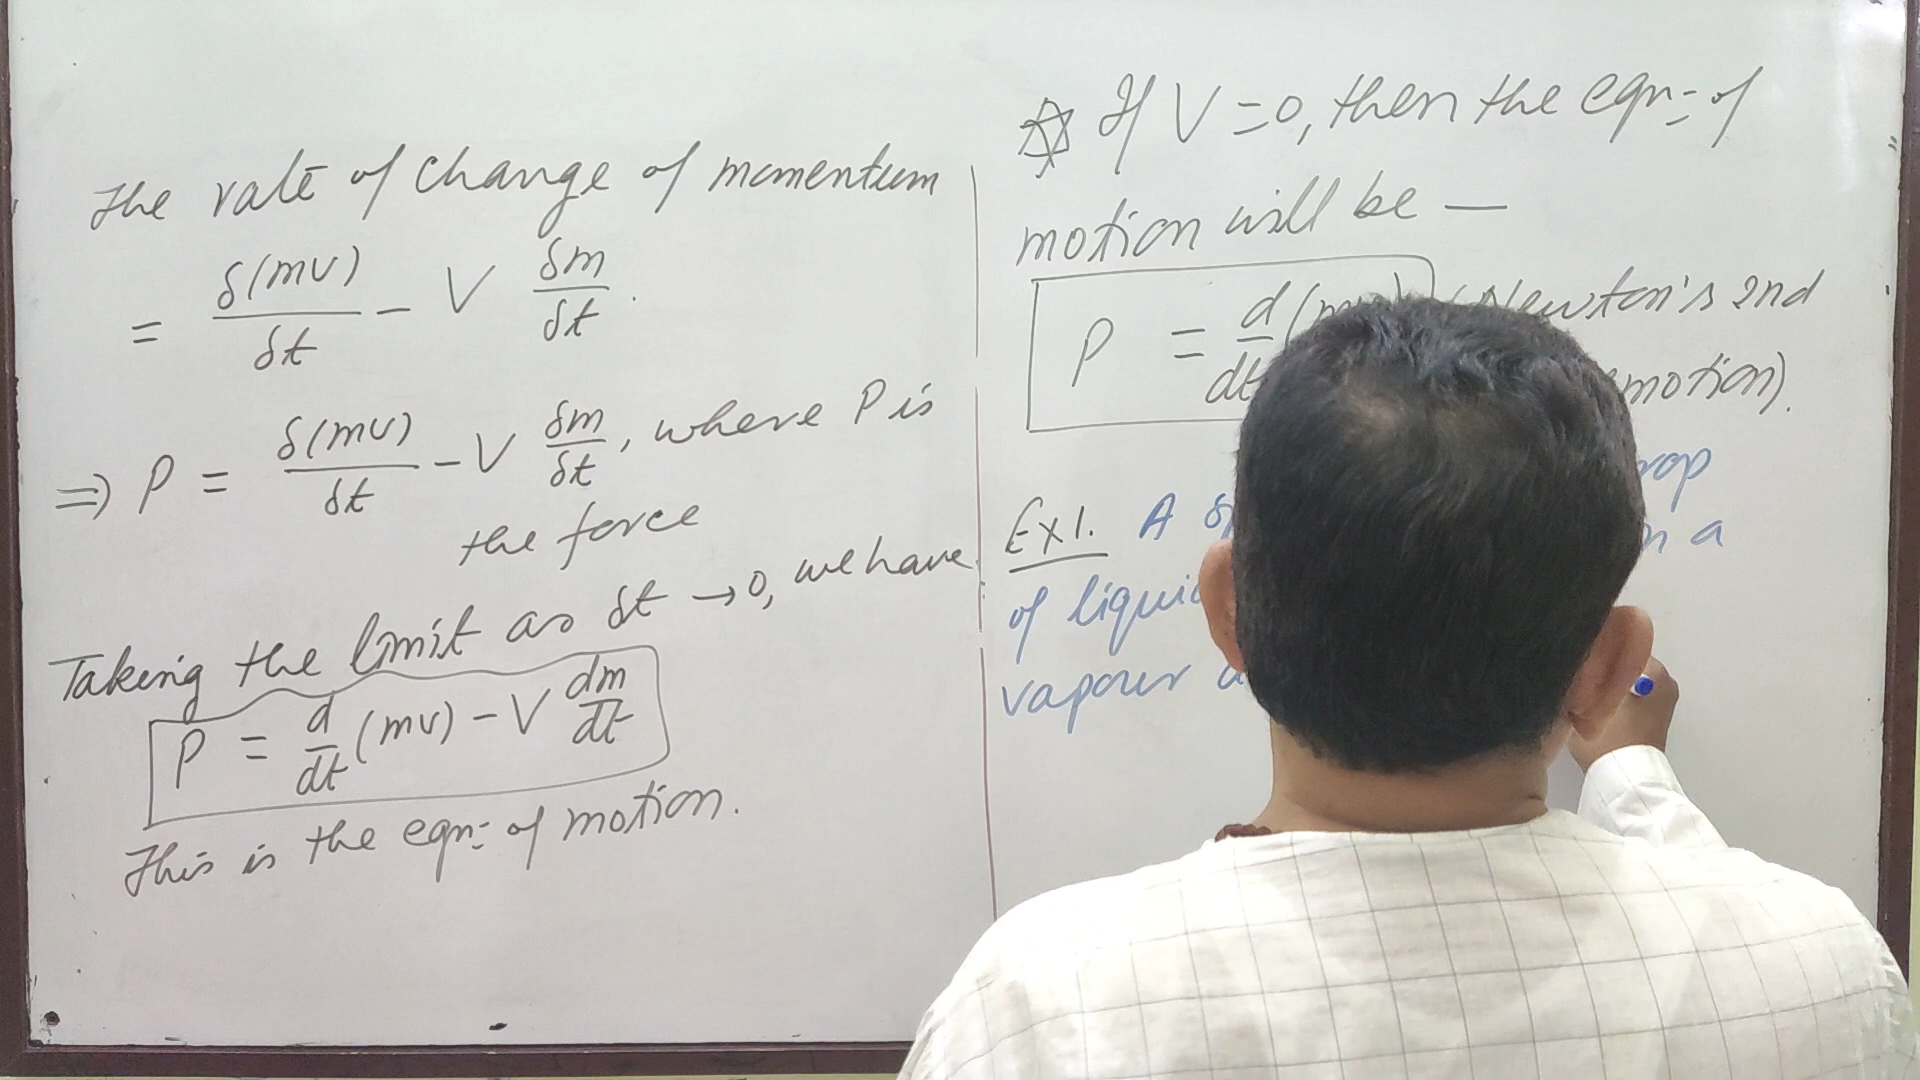 The rate of change of momentum
= δ(mv)/δt - V δm/δt .
⇒ P = δ(mv)/δt - V δm/δt, where P is
the force
Taking the limit as δt → 0, we have
P = d/dt (mv) - V dm/dt
This is the eqn= of motion.
☆ If V = 0, then the eqn= of
motion will be —
P = d/dt (Newton's 2nd
motion).
Ex 1. A
of a
vapour